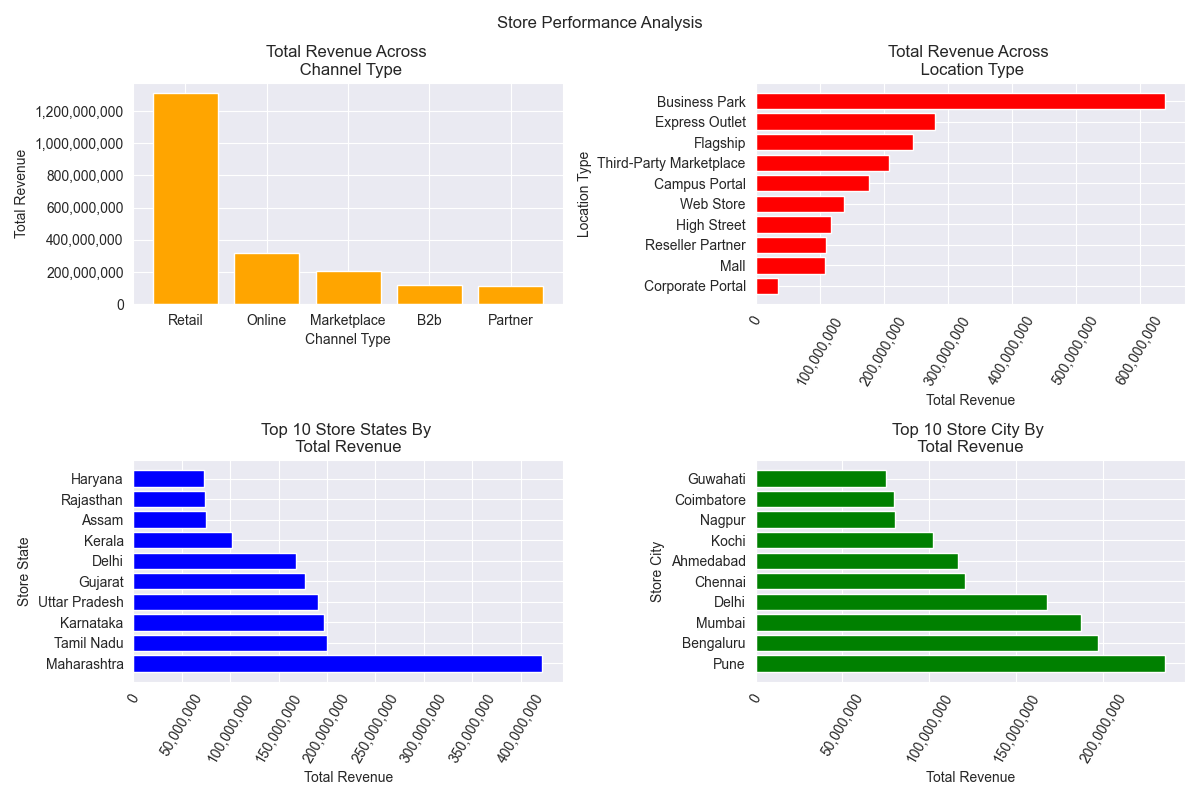 Store Performance Analysis
Total Revenue Across
Channel Type
Total Revenue
1,200,000,000
1,000,000,000
800,000,000
600,000,000
400,000,000
200,000,000
0
Retail
Online
Marketplace
B2b
Partner
Channel Type
Total Revenue Across
Location Type
Location Type
Business Park
Express Outlet
Flagship
Third-Party Marketplace
Campus Portal
Web Store
High Street
Reseller Partner
Mall
Corporate Portal
0
100,000,000
200,000,000
300,000,000
400,000,000
500,000,000
600,000,000
Total Revenue
Top 10 Store States By
Total Revenue
Store State
Haryana
Rajasthan
Assam
Kerala
Delhi
Gujarat
Uttar Pradesh
Karnataka
Tamil Nadu
Maharashtra
0
50,000,000
100,000,000
150,000,000
200,000,000
250,000,000
300,000,000
350,000,000
400,000,000
Total Revenue
Top 10 Store City By
Total Revenue
Store City
Guwahati
Coimbatore
Nagpur
Kochi
Ahmedabad
Chennai
Delhi
Mumbai
Bengaluru
Pune
0
50,000,000
100,000,000
150,000,000
200,000,000
Total Revenue